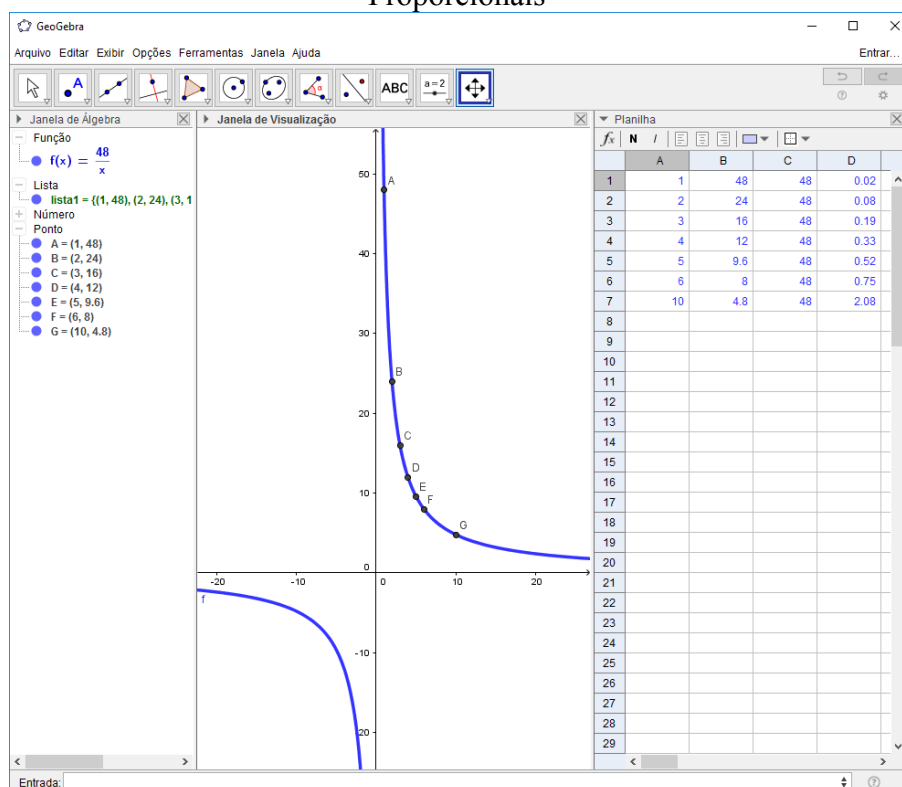 Proporcionais
GeoGebra
Arquivo Editar Exibir Opções Ferramentas Janela Ajuda
Entrar...
A
α
ABC
a = 2
Janela de Álgebra
Função
f(x) = 48/x
Lista
lista1 = {(1, 48), (2, 24), (3, 1
Número
Ponto
A = (1, 48)
B = (2, 24)
C = (3, 16)
D = (4, 12)
E = (5, 9.6)
F = (6, 8)
G = (10, 4.8)
Janela de Visualização
50
40
30
20
10
0
-10
-20
-20 -10 0 10 20
A
B
C
D
E
F
G
f
Planilha
fx N I
A B C D
1 1 48 48 0.02
2 2 24 48 0.08
3 3 16 48 0.19
4 4 12 48 0.33
5 5 9.6 48 0.52
6 6 8 48 0.75
7 10 4.8 48 2.08
8
9
10
11
12
13
14
15
16
17
18
19
20
21
22
23
24
25
26
27
28
29
Entrada: